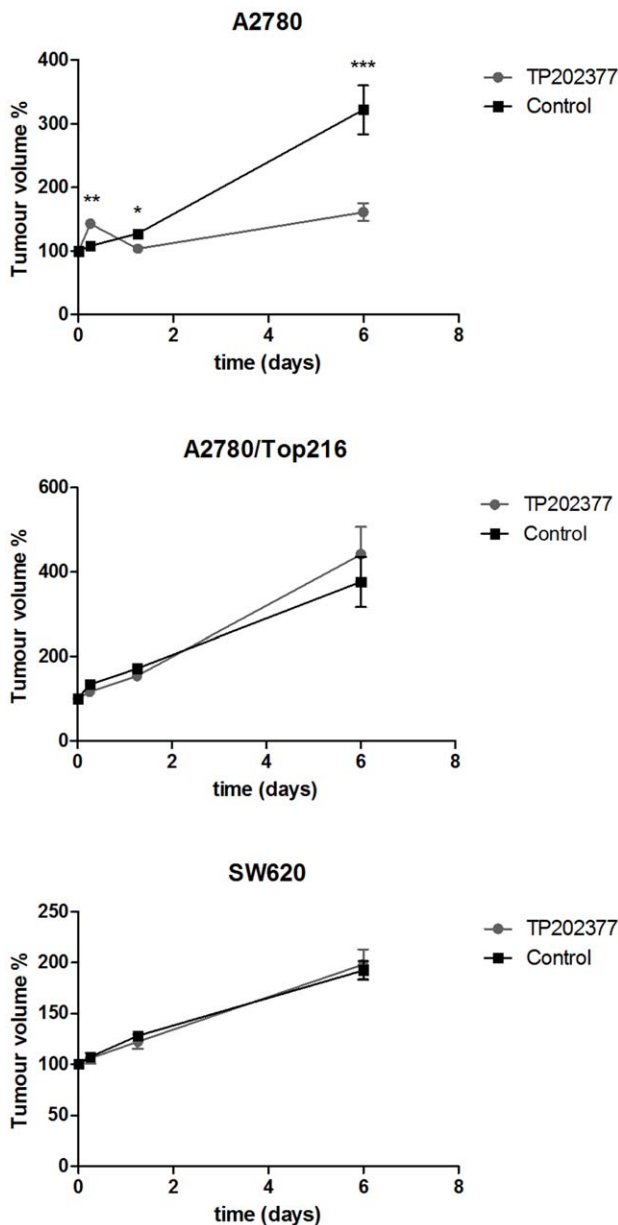 A2780
400
300
200
100
0
Tumour volume %
**
*
***
0 2 4 6 8
time (days)
TP202377
Control
A2780/Top216
600
400
200
0
Tumour volume %
0 2 4 6 8
time (days)
TP202377
Control
SW620
250
200
150
100
50
0
Tumour volume %
0 2 4 6 8
time (days)
TP202377
Control